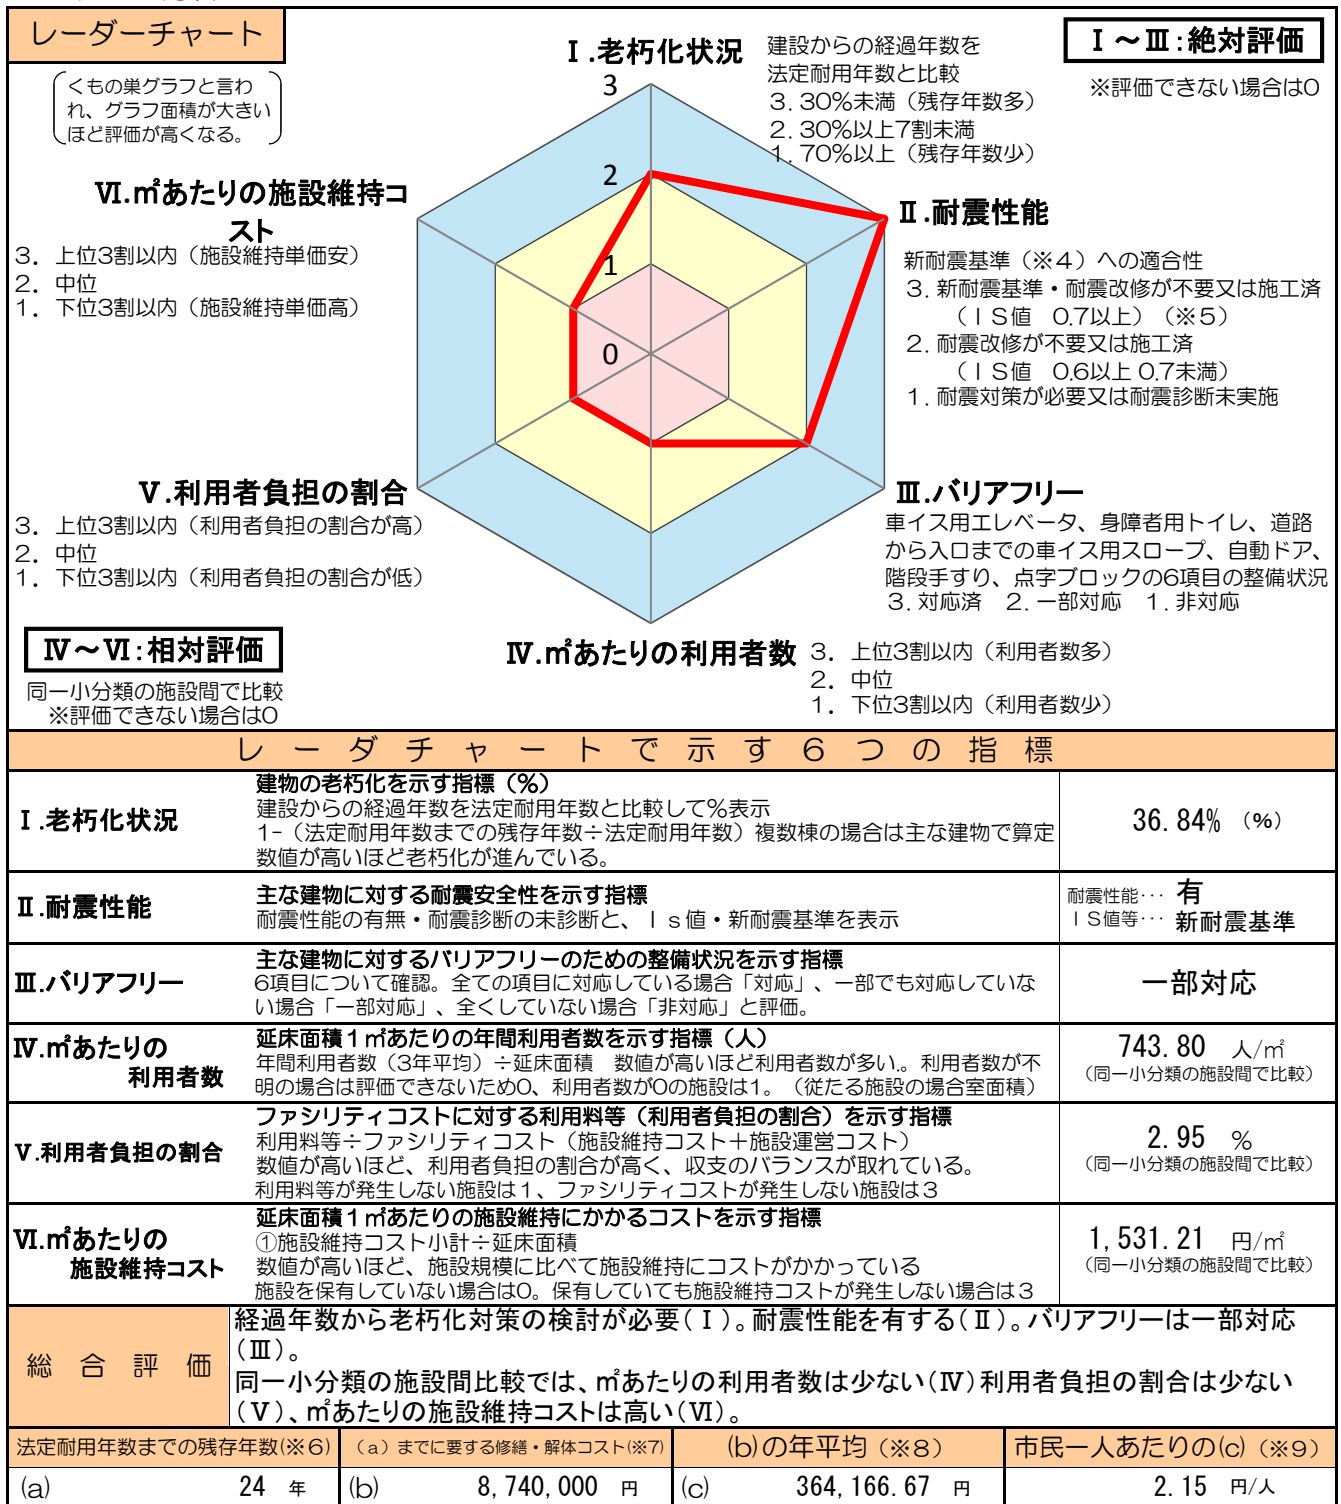 レーダーチャート
くもの巣グラフと言わ
れ、グラフ面積が大きい
ほど評価が高くなる。
Ⅰ～Ⅲ:絶対評価
※評価できない場合は0
Ⅰ.老朽化状況
建設からの経過年数を
法定耐用年数と比較
3. 30%未満（残存年数多）
2. 30%以上7割未満
1. 70%以上（残存年数少）
3
2
1
0
Ⅱ.耐震性能
新耐震基準（※4）への適合性
3. 新耐震基準・耐震改修が不要又は施工済
（ＩＳ値 0.7以上）（※5）
2. 耐震改修が不要又は施工済
（ＩＳ値 0.6以上 0.7未満）
1. 耐震対策が必要又は耐震診断未実施
Ⅲ.バリアフリー
車イス用エレベータ、身障者用トイレ、道路
から入口までの車イス用スロープ、自動ドア、
階段手すり、点字ブロックの6項目の整備状況
3. 対応済 2. 一部対応 1. 非対応
Ⅵ.㎡あたりの施設維持コ
スト
3. 上位3割以内（施設維持単価安）
2. 中位
1. 下位3割以内（施設維持単価高）
Ⅴ.利用者負担の割合
3. 上位3割以内（利用者負担の割合が高）
2. 中位
1. 下位3割以内（利用者負担の割合が低）
Ⅳ～Ⅵ:相対評価
同一小分類の施設間で比較
※評価できない場合は0
Ⅳ.㎡あたりの利用者数
3. 上位3割以内（利用者数多）
2. 中位
1. 下位3割以内（利用者数少）
レーダチャートで示す６つの指標
Ⅰ.老朽化状況
建物の老朽化を示す指標（%）
建設からの経過年数を法定耐用年数と比較して%表示
1-（法定耐用年数までの残存年数÷法定耐用年数）複数棟の場合は主な建物で算定
数値が高いほど老朽化が進んでいる。
36.84% （%）
Ⅱ.耐震性能
主な建物に対する耐震安全性を示す指標
耐震性能の有無・耐震診断の未診断と、Ｉｓ値・新耐震基準を表示
耐震性能… 有
ＩＳ値等… 新耐震基準
Ⅲ.バリアフリー
主な建物に対するバリアフリーのための整備状況を示す指標
6項目について確認。全ての項目に対応している場合「対応」、一部でも対応していな
い場合「一部対応」、全くしていない場合「非対応」と評価。
一部対応
Ⅳ.㎡あたりの
利用者数
延床面積１㎡あたりの年間利用者数を示す指標（人）
年間利用者数（3年平均）÷延床面積 数値が高いほど利用者数が多い。利用者数が不
明の場合は評価できないため0、利用者数が0の施設は1。（従たる施設の場合室面積）
743.80 人/㎡
（同一小分類の施設間で比較）
Ⅴ.利用者負担の割合
ファシリティコストに対する利用料等（利用者負担の割合）を示す指標
利用料等÷ファシリティコスト（施設維持コスト＋施設運営コスト）
数値が高いほど、利用者負担の割合が高く、収支のバランスが取れている。
利用料等が発生しない施設は１、ファシリティコストが発生しない施設は３
2.95 %
（同一小分類の施設間で比較）
Ⅵ.㎡あたりの
施設維持コスト
延床面積１㎡あたりの施設維持にかかるコストを示す指標
①施設維持コスト小計÷延床面積
数値が高いほど、施設規模に比べて施設維持にコストがかかっている
施設を保有していない場合は0。保有していても施設維持コストが発生しない場合は３
1,531.21 円/㎡
（同一小分類の施設間で比較）
総合評価
経過年数から老朽化対策の検討が必要(Ⅰ)。耐震性能を有する(Ⅱ)。バリアフリーは一部対応
(Ⅲ)。
同一小分類の施設間比較では、㎡あたりの利用者数は少ない(Ⅳ)利用者負担の割合は少ない
(Ⅴ)、㎡あたりの施設維持コストは高い(Ⅵ)。
法定耐用年数までの残存年数(※6)
（a）までに要する修繕・解体コスト(※7)
(b)の年平均（※8）
市民一人あたりの(c)（※9）
(a) 24 年
(b) 8,740,000 円
(c) 364,166.67 円
2.15 円/人